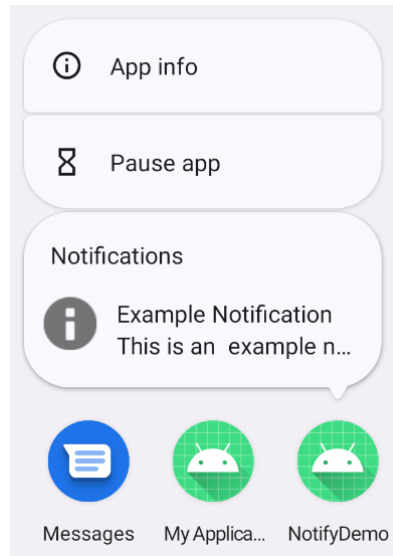 App info
Pause app
Notifications
Example Notification
This is an  example n...
Messages
My Applica...
NotifyDemo